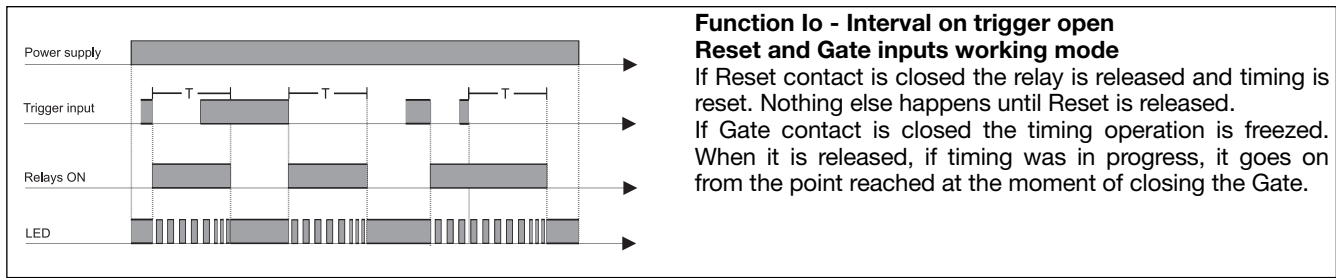 Power supply
Trigger input
T
T
T
Relays ON
LED
Function Io - Interval on trigger open
Reset and Gate inputs working mode
If Reset contact is closed the relay is released and timing is
reset. Nothing else happens until Reset is released.
If Gate contact is closed the timing operation is freezed.
When it is released, if timing was in progress, it goes on
from the point reached at the moment of closing the Gate.